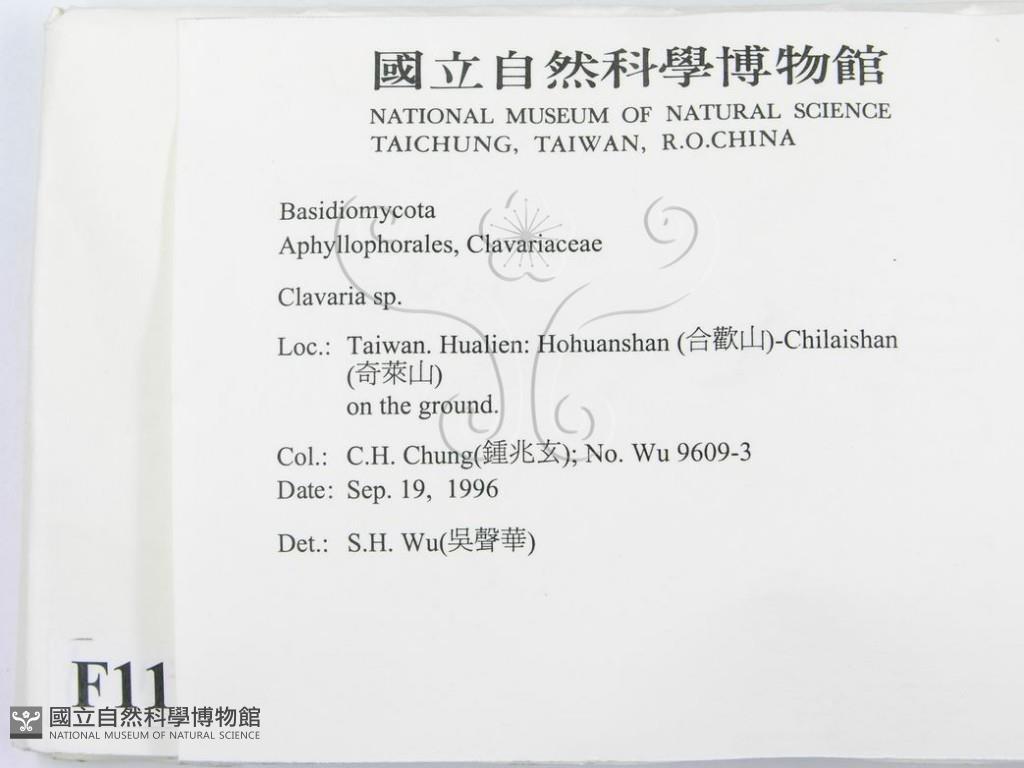 國立自然科學博物館
NATIONAL MUSEUM OF NATURAL SCIENCE
TAICHUNG, TAIWAN, R.O.CHINA
Basidiomycota
Aphyllophorales, Clavariaceae
Clavaria sp.
Loc.: Taiwan. Hualien: Hohuanshan (合歡山)-Chilaishan
(奇萊山)
on the ground.
Col.: C.H. Chung(鍾兆玄); No. Wu 9609-3
Date: Sep. 19, 1996
Det.: S.H. Wu(吳聲華)
F11
國立自然科學博物館
NATIONAL MUSEUM OF NATURAL SCIENCE